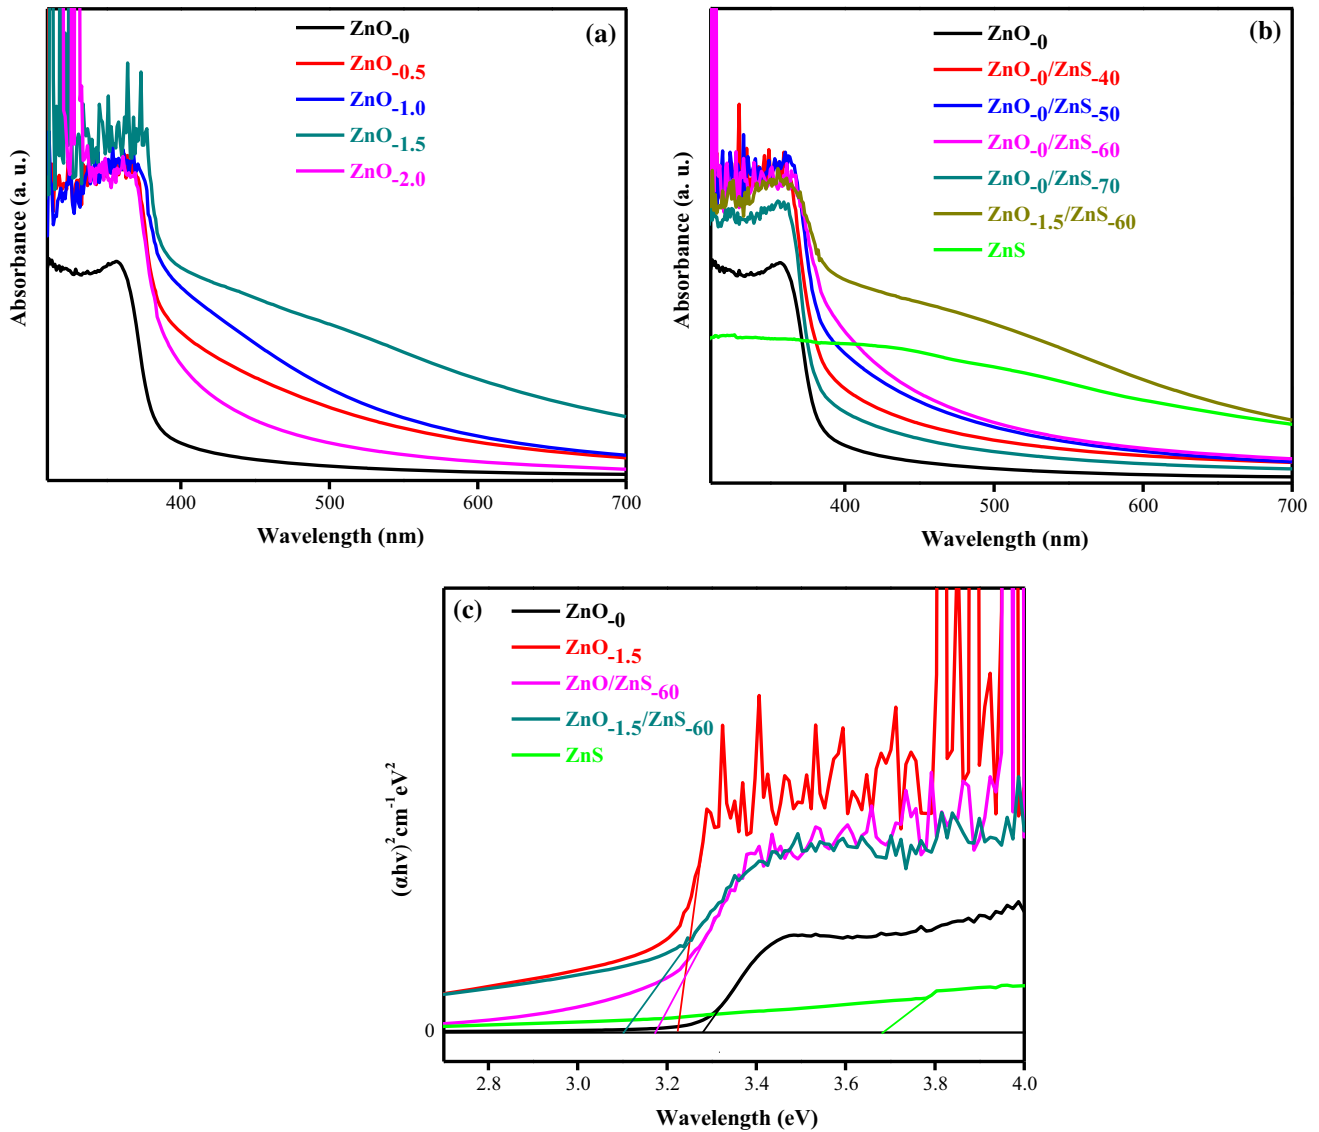 (a)
ZnO-0
ZnO-0.5
ZnO-1.0
ZnO-1.5
ZnO-2.0
Absorbance (a. u.)
400 500 600 700
Wavelength (nm)
(b)
ZnO-0
ZnO-0/ZnS-40
ZnO-0/ZnS-50
ZnO-0/ZnS-60
ZnO-0/ZnS-70
ZnO-1.5/ZnS-60
ZnS
Absorbance (a. u.)
400 500 600 700
Wavelength (nm)
(c)
ZnO-0
ZnO-1.5
ZnO/ZnS-60
ZnO-1.5/ZnS-60
ZnS
(αhν)²cm⁻¹eV²
0
2.8 3.0 3.2 3.4 3.6 3.8 4.0
Wavelength (eV)